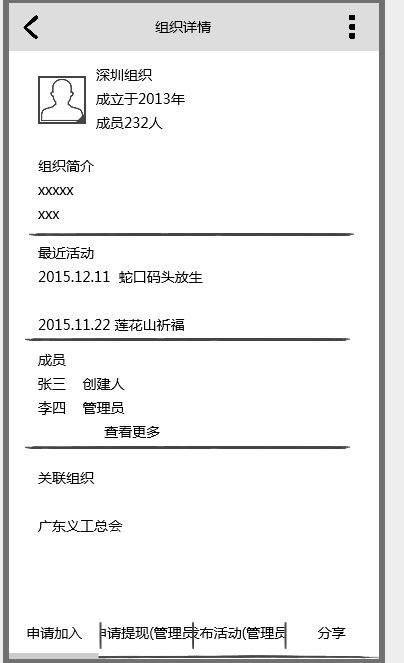 组织详情
深圳组织
成立于2013年
成员232人
组织简介
xxxxx
xxx
最近活动
2015.12.11 蛇口码头放生
2015.11.22 莲花山祈福
成员
张三 创建人
李四 管理员
查看更多
关联组织
广东义工总会
申请加入 申请提现(管理员 发布活动(管理员 分享